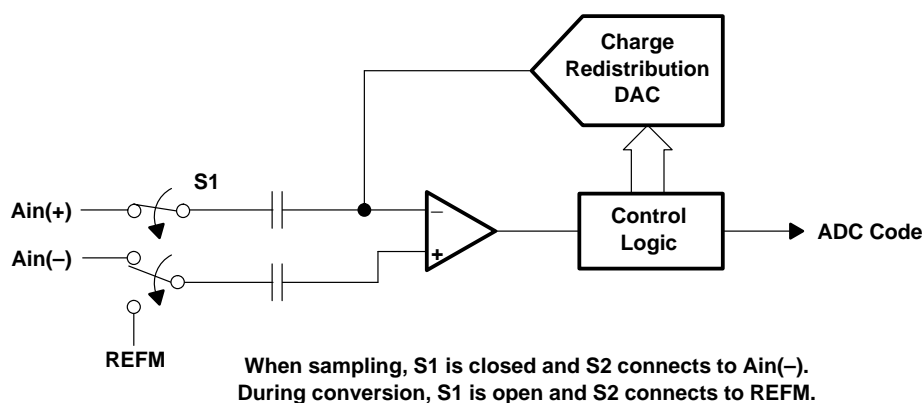 Charge
Redistribution
DAC
S1
Ain(+)
Ain(–)
REFM
–
+
Control
Logic
ADC Code
When sampling, S1 is closed and S2 connects to Ain(–).
During conversion, S1 is open and S2 connects to REFM.